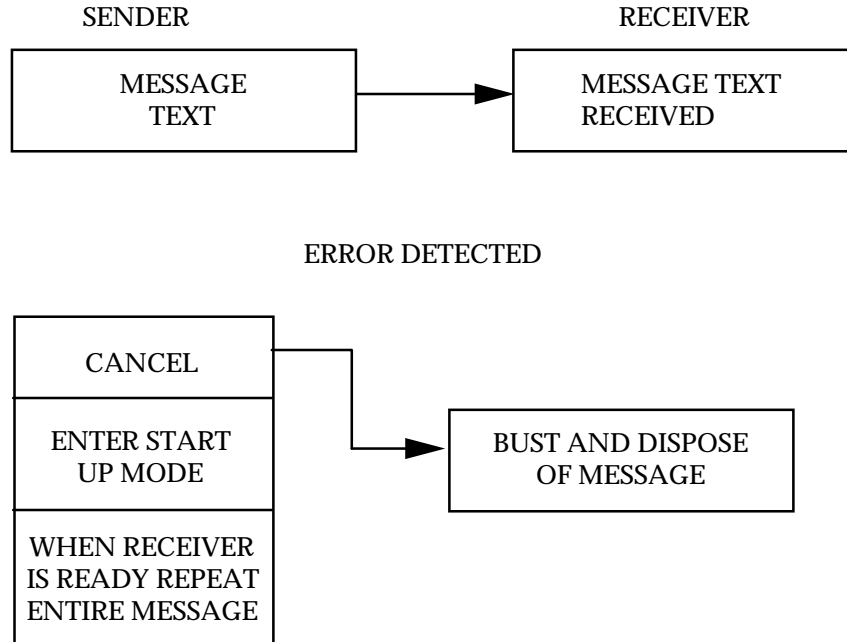 SENDER
RECEIVER
MESSAGE
TEXT
MESSAGE TEXT
RECEIVED
ERROR DETECTED
CANCEL
ENTER START
UP MODE
WHEN RECEIVER
IS READY REPEAT
ENTIRE MESSAGE
BUST AND DISPOSE
OF MESSAGE